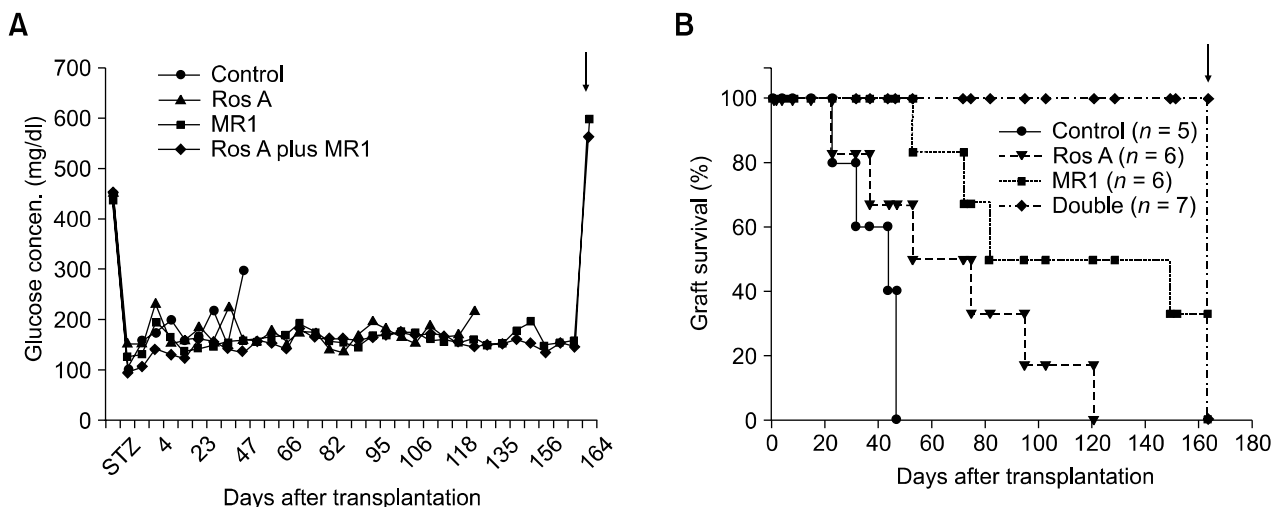 A
Glucose concen. (mg/dl)
700
600
500
400
300
200
100
0
Control
Ros A
MR1
Ros A plus MR1
STZ 4 23 47 66 82 95 106 118 135 156 164
Days after transplantation
B
Graft survival (%)
100
80
60
40
20
0
Control (n = 5)
Ros A (n = 6)
MR1 (n = 6)
Double (n = 7)
0 20 40 60 80 100 120 140 160 180
Days after transplantation